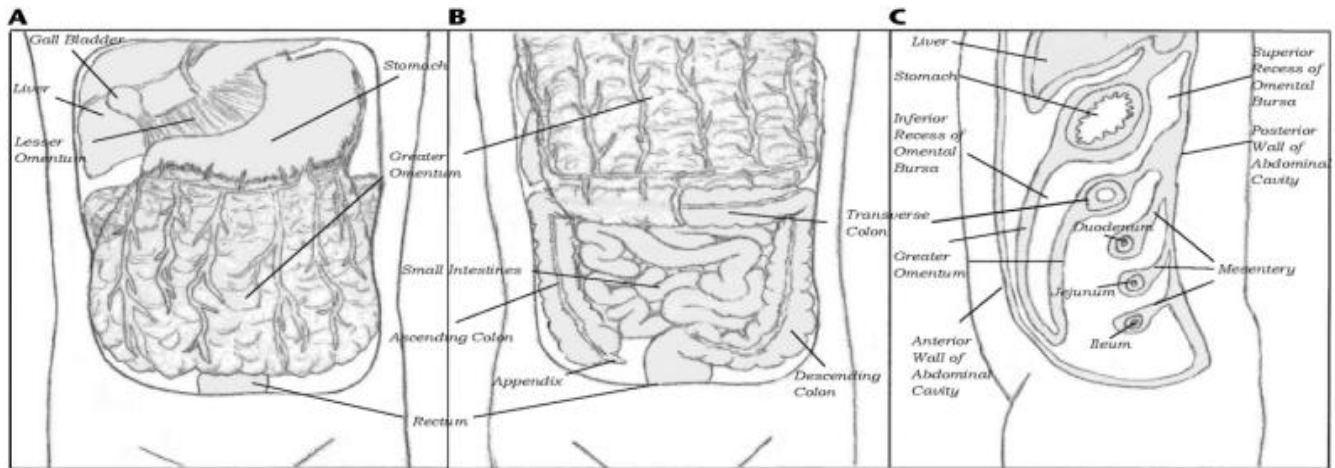 A
B
C
Gall Bladder
Liver
Lesser
Omentum
Stomach
Greater
Omentum
Small Intestines
Ascending Colon
Appendix
Rectum
Transverse
Colon
Descending
Colon
Liver
Stomach
Inferior
Recess of
Omental
Bursa
Greater
Omentum
Anterior
Wall of
Abdominal
Cavity
Duodenum
Jejunum
Ileum
Superior
Recess of
Omental
Bursa
Posterior
Wall of
Abdominal
Cavity
Mesentery